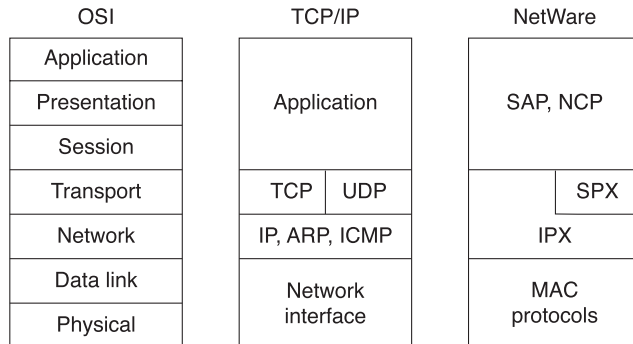 OSI
TCP/IP
NetWare
Application
Presentation
Session
Transport
Network
Data link
Physical
Application
TCP
UDP
IP, ARP, ICMP
Network
interface
SAP, NCP
SPX
IPX
MAC
protocols